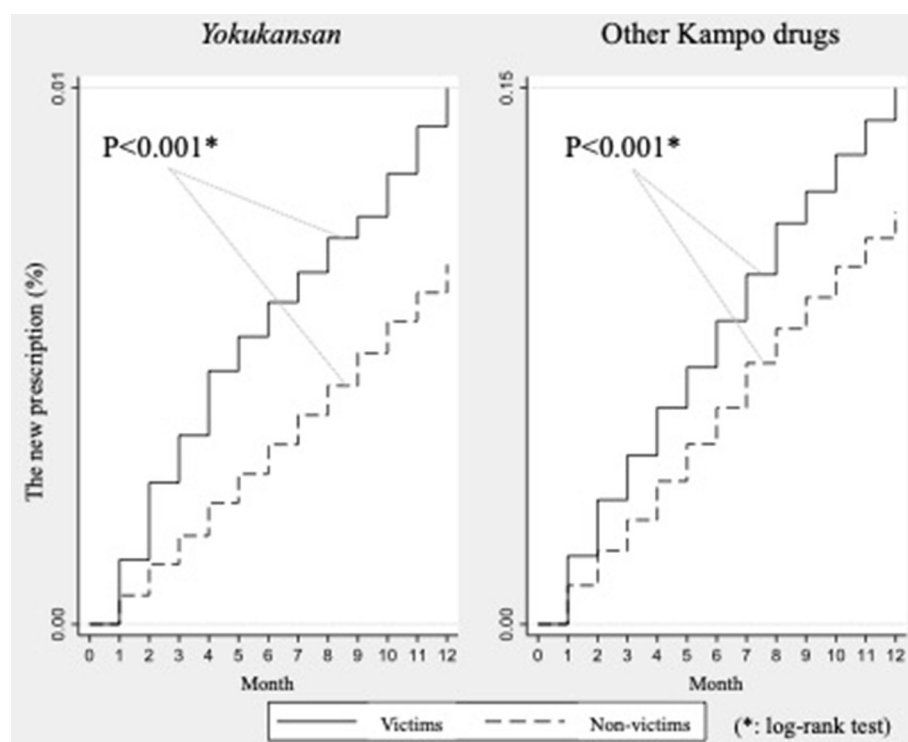 Yokukansan
Other Kampo drugs
The new prescription (%)
0.01
0.00
P<0.001*
0 1 2 3 4 5 6 7 8 9 10 11 12
Month
0.15
0.00
P<0.001*
0 1 2 3 4 5 6 7 8 9 10 11 12
Month
Victims
Non-victims
(*: log-rank test)